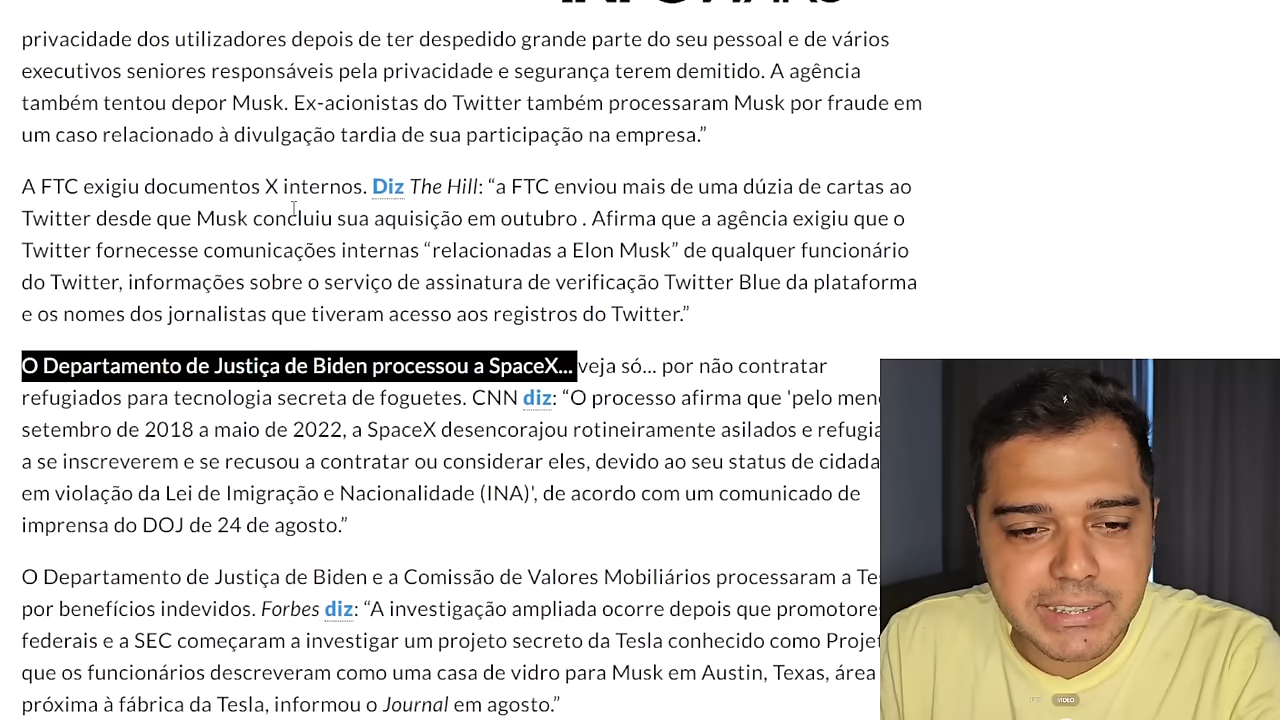 INFOWARS
privacidade dos utilizadores depois de ter despedido grande parte do seu pessoal e de vários
executivos seniores responsáveis pela privacidade e segurança terem demitido. A agência
também tentou depor Musk. Ex-acionistas do Twitter também processaram Musk por fraude em
um caso relacionado à divulgação tardia de sua participação na empresa.”
A FTC exigiu documentos X internos. Diz The Hill: “a FTC enviou mais de uma dúzia de cartas ao
Twitter desde que Musk concluiu sua aquisição em outubro . Afirma que a agência exigiu que o
Twitter fornecesse comunicações internas “relacionadas a Elon Musk” de qualquer funcionário
do Twitter, informações sobre o serviço de assinatura de verificação Twitter Blue da plataforma
e os nomes dos jornalistas que tiveram acesso aos registros do Twitter.”
O Departamento de Justiça de Biden processou a SpaceX... veja só... por não contratar
refugiados para tecnologia secreta de foguetes. CNN diz: “O processo afirma que 'pelo men
setembro de 2018 a maio de 2022, a SpaceX desencorajou rotineiramente asilados e refugia
a se inscreverem e se recusou a contratar ou considerar eles, devido ao seu status de cidada
em violação da Lei de Imigração e Nacionalidade (INA)', de acordo com um comunicado de
imprensa do DOJ de 24 de agosto.”
O Departamento de Justiça de Biden e a Comissão de Valores Mobiliários processaram a Te
por benefícios indevidos. Forbes diz: “A investigação ampliada ocorre depois que promotore
federais e a SEC começaram a investigar um projeto secreto da Tesla conhecido como Projet
que os funcionários descreveram como uma casa de vidro para Musk em Austin, Texas, área
próxima à fábrica da Tesla, informou o Journal em agosto.”
VÍDEO